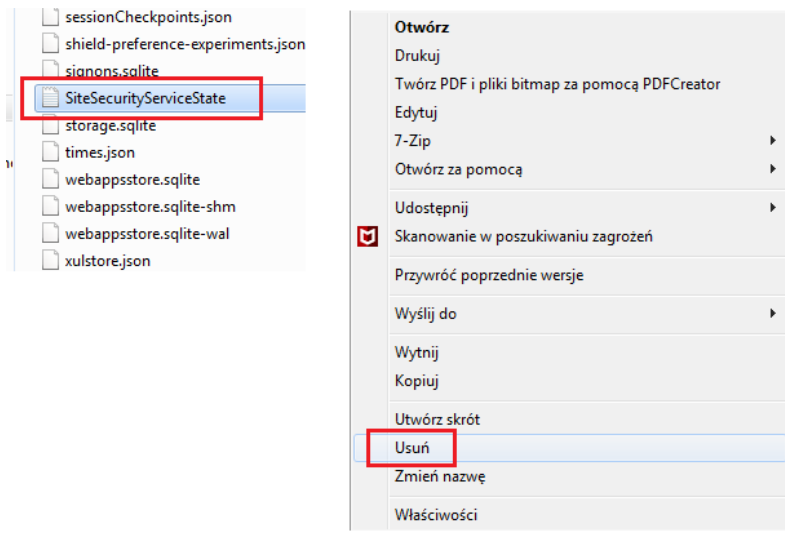 sessionCheckpoints.json
shield-preference-experiments.json
signons.sqlite
SiteSecurityServiceState
storage.sqlite
times.json
webappsstore.sqlite
webappsstore.sqlite-shm
webappsstore.sqlite-wal
xulstore.json
Otwórz
Drukuj
Twórz PDF i pliki bitmap za pomocą PDFCreator
Edytuj
7-Zip
Otwórz za pomocą
Udostępnij
Skanowanie w poszukiwaniu zagrożeń
Przywróć poprzednie wersje
Wyślij do
Wytnij
Kopiuj
Utwórz skrót
Usuń
Zmień nazwę
Właściwości